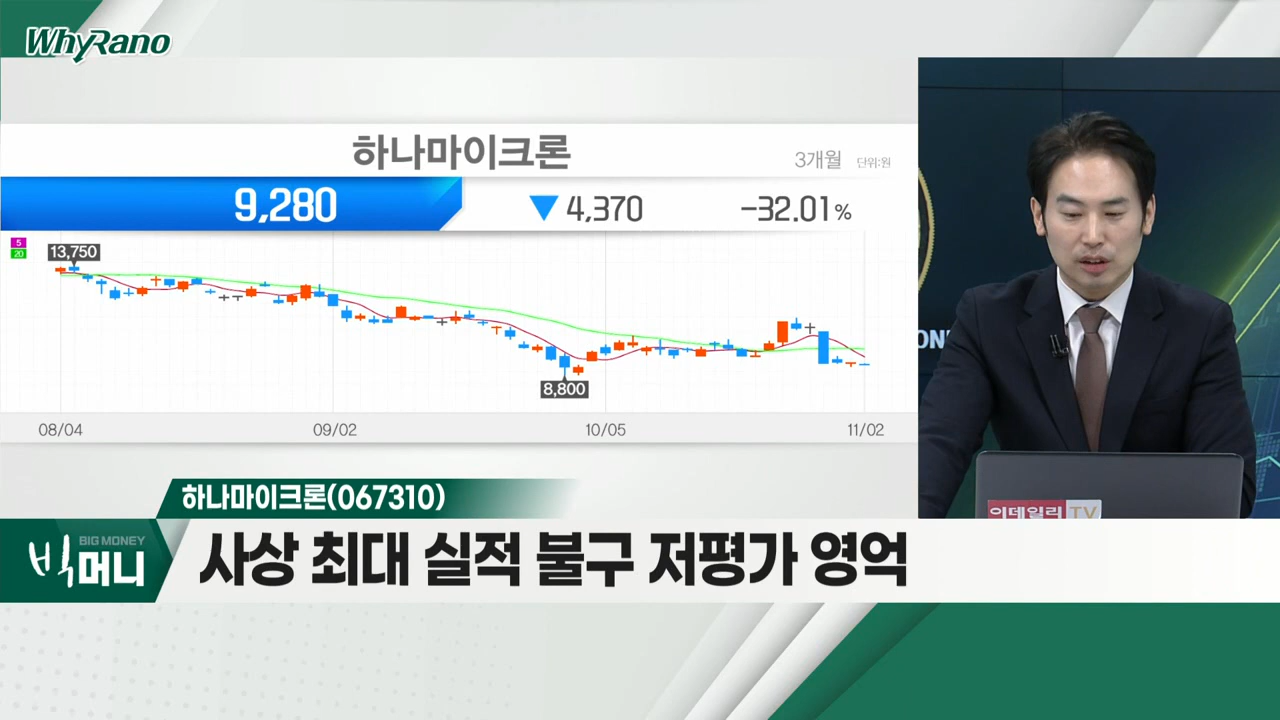 WhyRano
하나마이크론
3개월 단위:원
9,280 ▼ 4,370 -32.01%
5
20
13,750
8,800
08/04 09/02 10/05 11/02
하나마이크론(067310)
빅머니 BIG MONEY
사상 최대 실적 불구 저평가 영억
이데일리 TV